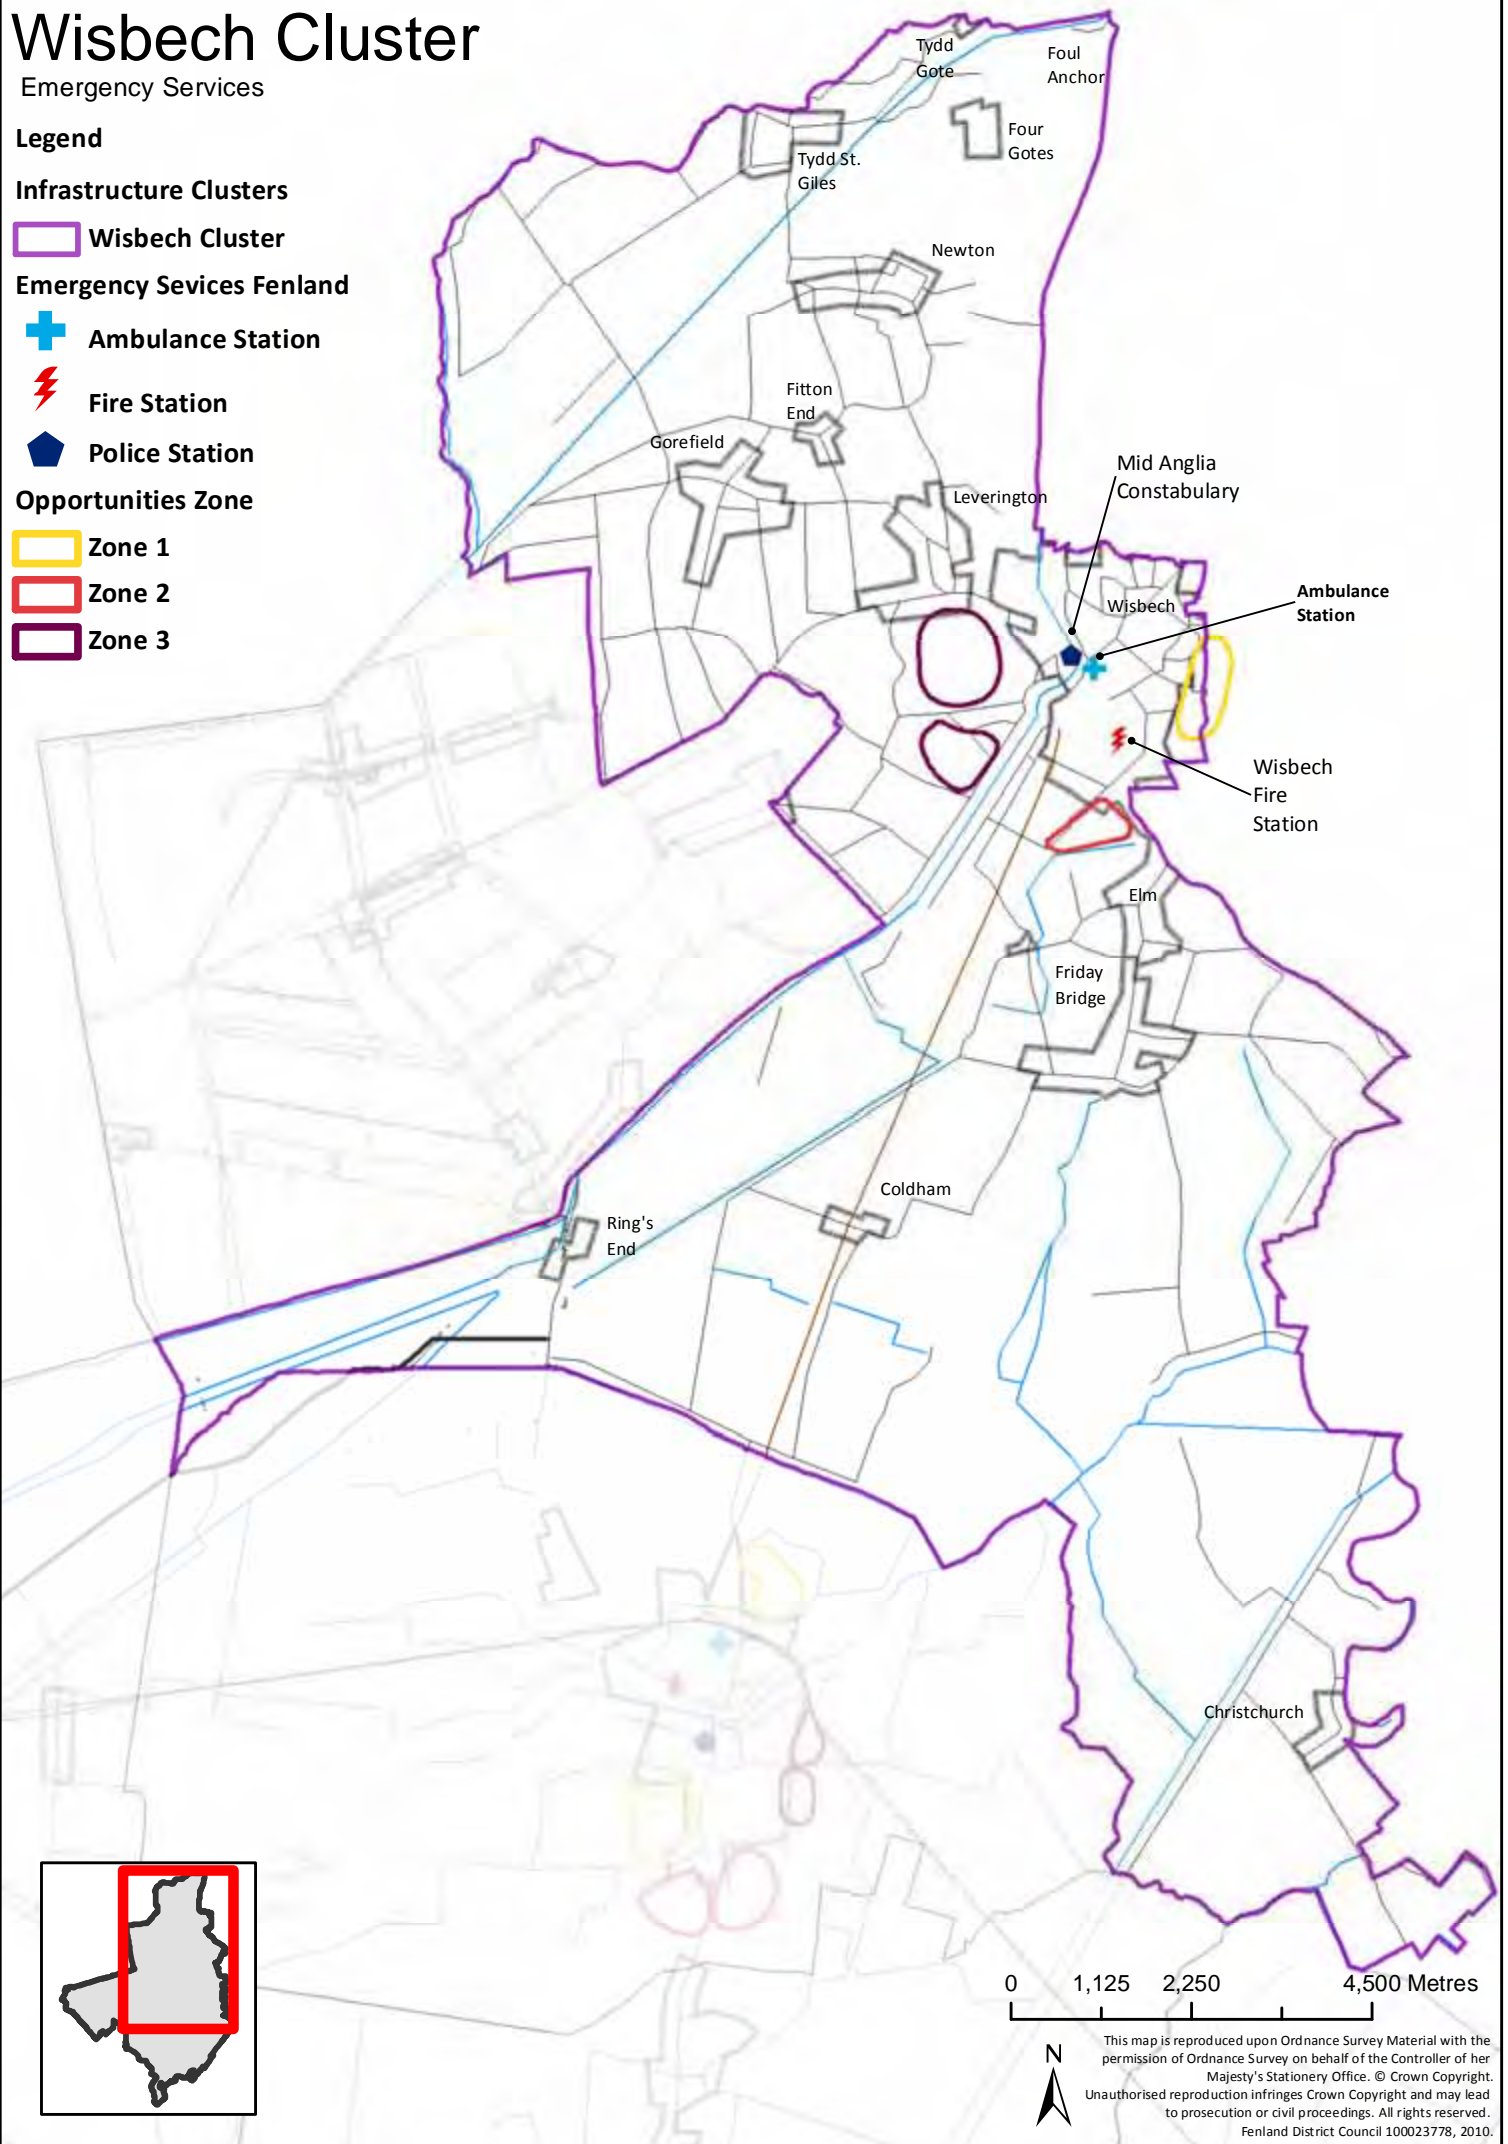 Wisbech Cluster
Emergency Services
Legend
Infrastructure Clusters
Wisbech Cluster
Emergency Sevices Fenland
Ambulance Station
Fire Station
Police Station
Opportunities Zone
Zone 1
Zone 2
Zone 3
Tydd
Gote
Foul
Anchor
Four
Gotes
Tydd St.
Giles
Newton
Fitton
End
Gorefield
Leverington
Mid Anglia
Constabulary
Wisbech
Ambulance
Station
Wisbech
Fire
Station
Elm
Friday
Bridge
Coldham
Ring's
End
Christchurch
0 1,125 2,250 4,500 Metres
N
This map is reproduced upon Ordnance Survey Material with the
permission of Ordnance Survey on behalf of the Controller of her
Majesty's Stationery Office. © Crown Copyright.
Unauthorised reproduction infringes Crown Copyright and may lead
to prosecution or civil proceedings. All rights reserved.
Fenland District Council 100023778, 2010.